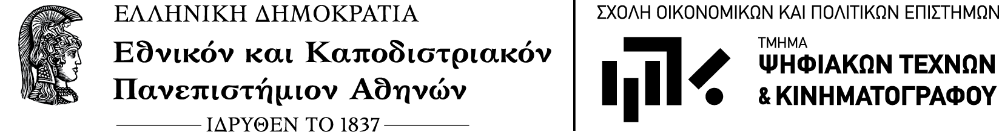 ΕΛΛΗΝΙΚΗ ΔΗΜΟΚΡΑΤΙΑ
Εθνικόν και Καποδιστριακόν
Πανεπιστήμιον Αθηνών
ΙΔΡΥΘΕΝ ΤΟ 1837
ΣΧΟΛΗ ΟΙΚΟΝΟΜΙΚΩΝ ΚΑΙ ΠΟΛΙΤΙΚΩΝ ΕΠΙΣΤΗΜΩΝ
ΤΜΗΜΑ
ΨΗΦΙΑΚΩΝ ΤΕΧΝΩΝ
& ΚΙΝΗΜΑΤΟΓΡΑΦΟΥ